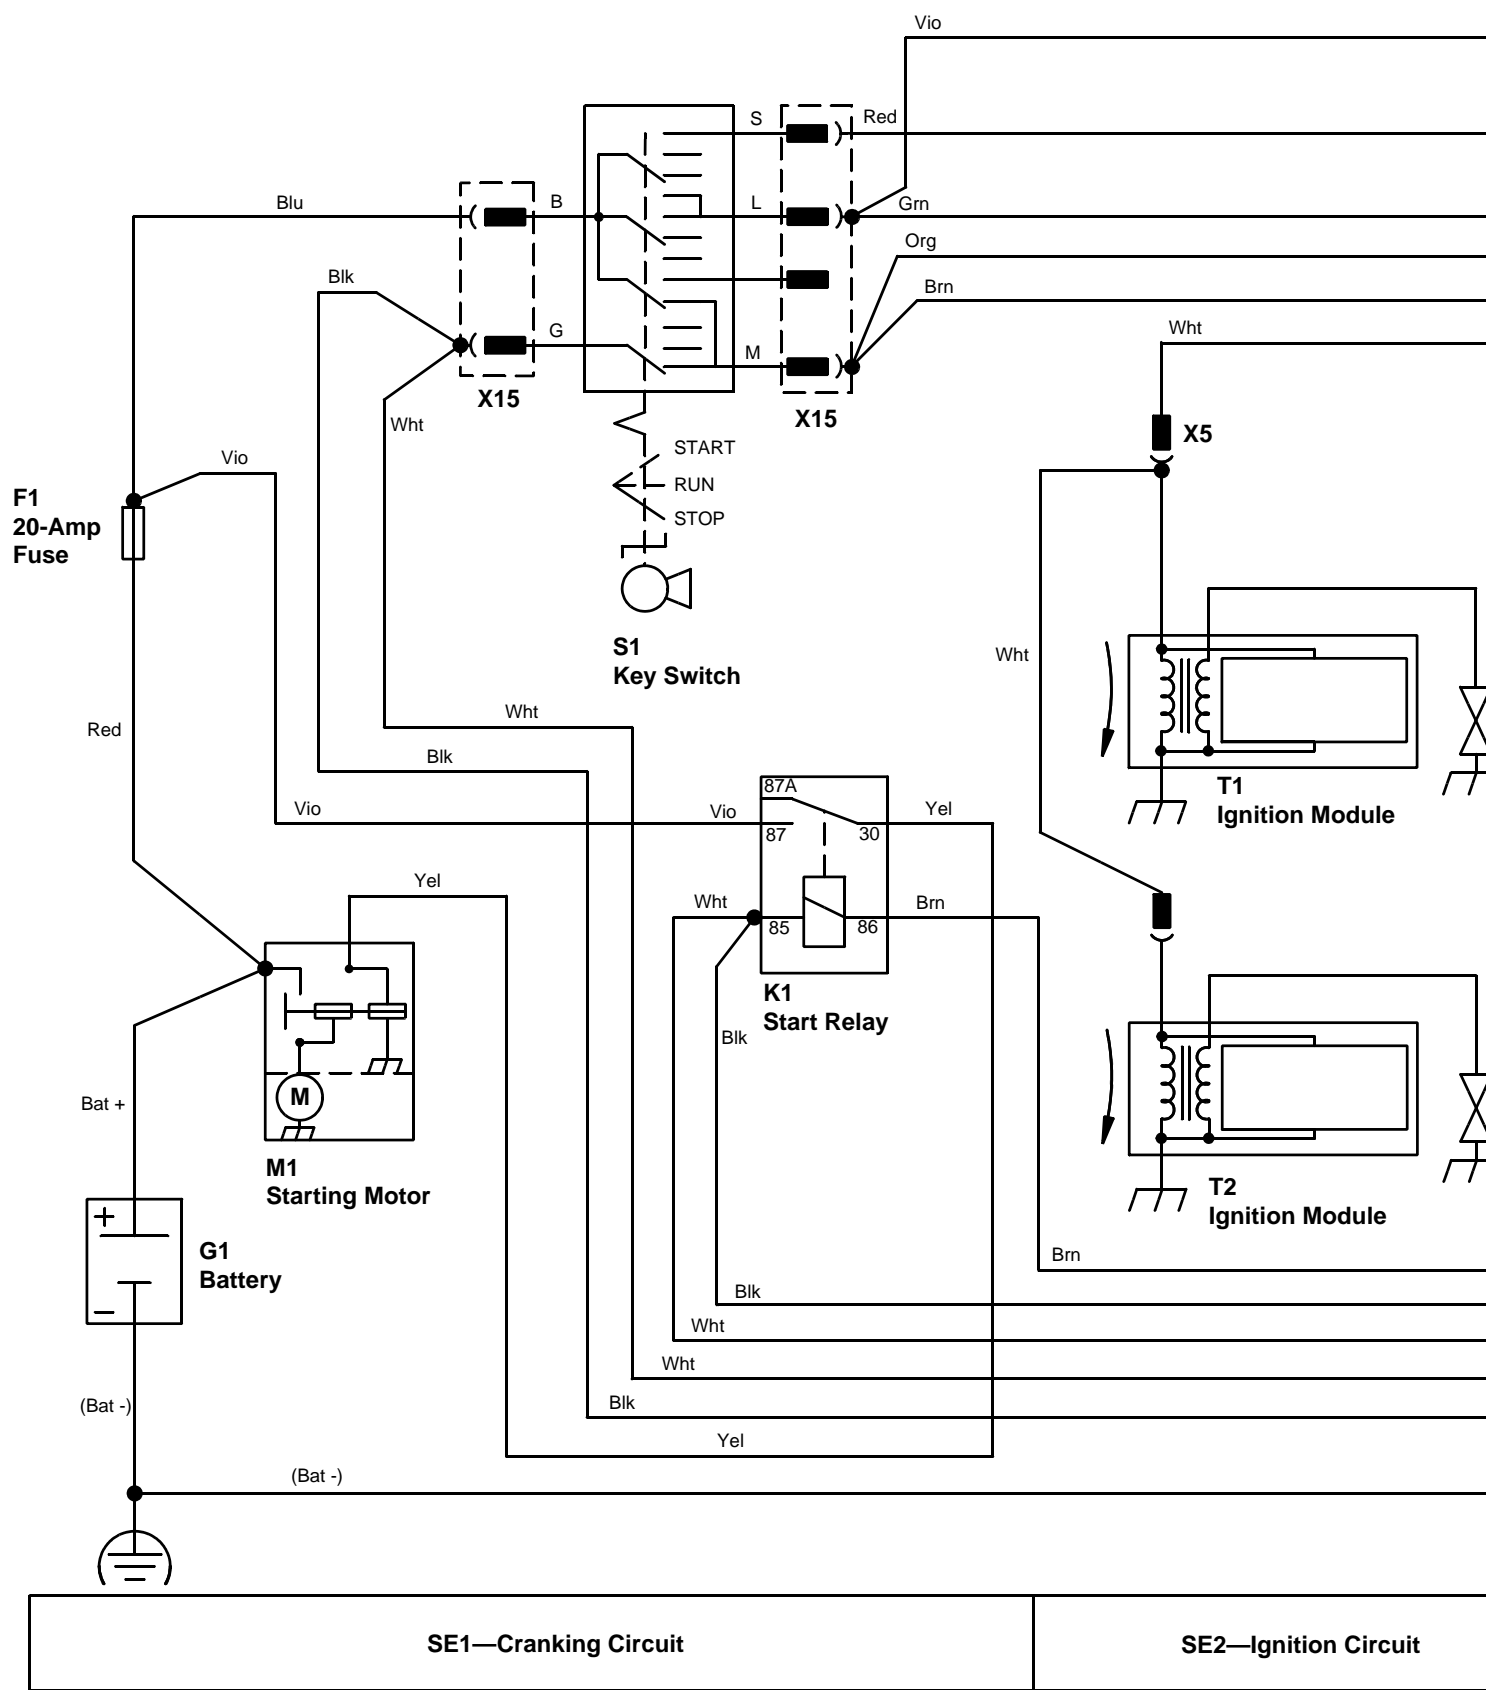 Vio
S
Red
Blu
B
L
Grn
Org
Blk
Brn
G
M
Wht
X15
X15
Wht
X5
START
Vio
RUN
F1
20-Amp
Fuse
STOP
S1
Key Switch
Wht
Red
Wht
Blk
87A
T1
Ignition Module
Vio
Vio
87
30
Yel
Yel
Wht
85
86
Brn
K1
Start Relay
Blk
M
Bat +
M1
Starting Motor
T2
Ignition Module
+
G1
Battery
–
Brn
Blk
Wht
Wht
(Bat -)
Blk
Yel
(Bat -)
SE1—Cranking Circuit
SE2—Ignition Circuit